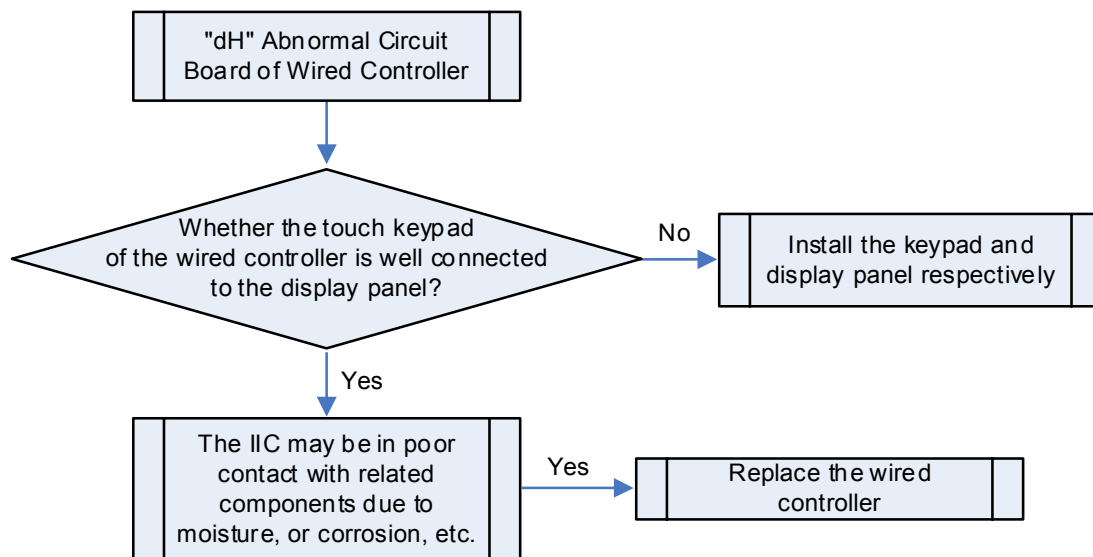 "dH" Abnormal Circuit
Board of Wired Controller
Whether the touch keypad
of the wired controller is well connected
to the display panel?
No
Install the keypad and
display panel respectively
Yes
The IIC may be in poor
contact with related
components due to
moisture, or corrosion, etc.
Yes
Replace the wired
controller